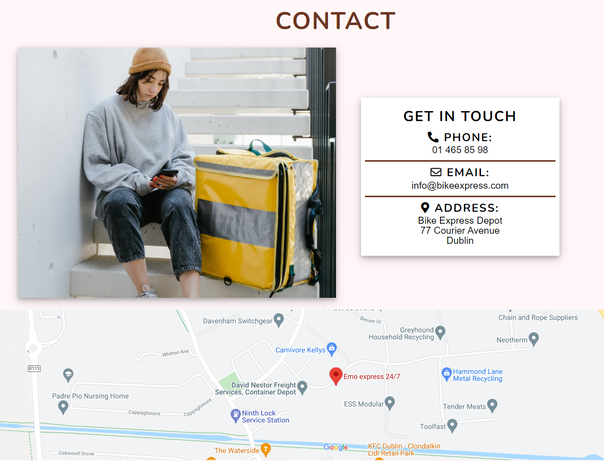 CONTACT
GET IN TOUCH
PHONE:
01 465 85 98
EMAIL:
info@bikeexpress.com
ADDRESS:
Bike Express Depot
77 Courier Avenue
Dublin
Davenham Switchgear
Beaver Dr
Chain and Rope Suppliers
Greyhound
Household Recycling
Neotherm
Carnivore Kellys
Whitton Ave
R113
Emo express 24/7
Hammond Lane
Metal Recycling
David Nestor Freight
Services, Container Depot
Padre Pio Nursing Home
Cappaghmore
Cappaghmore
ESS Modular
Tender Meats
Ninth Lock
Service Station
Toolfast
Oakwood Grove
The Waterside
Google
KFC Dublin - Clondalkin
Lidl Retail Park